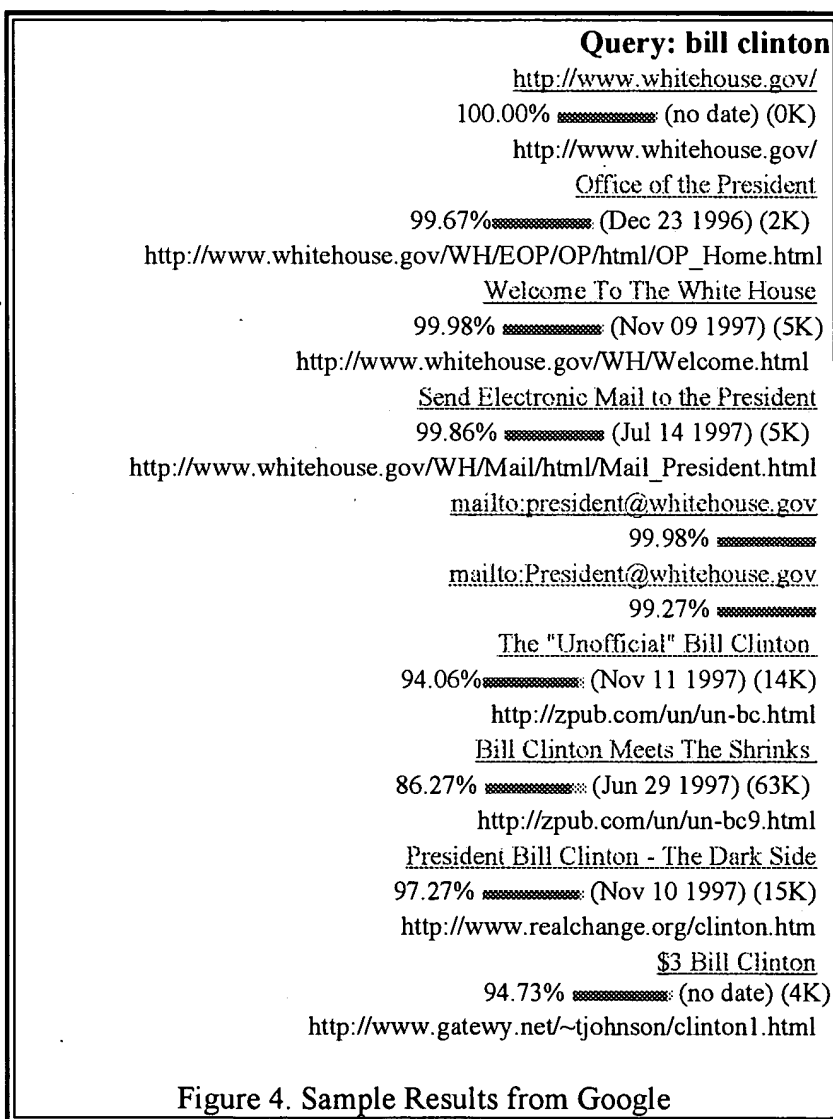 Query: bill clinton
http://www.whitehouse.gov/
100.00% (no date) (0K)
http://www.whitehouse.gov/
Office of the President
99.67% (Dec 23 1996) (2K)
http://www.whitehouse.gov/WH/EOP/OP/html/OP_Home.html
Welcome To The White House
99.98% (Nov 09 1997) (5K)
http://www.whitehouse.gov/WH/Welcome.html
Send Electronic Mail to the President
99.86% (Jul 14 1997) (5K)
http://www.whitehouse.gov/WH/Mail/html/Mail_President.html
mailto:president@whitehouse.gov
99.98%
mailto:President@whitehouse.gov
99.27%
The "Unofficial" Bill Clinton
94.06% (Nov 11 1997) (14K)
http://zpub.com/un/un-bc.html
Bill Clinton Meets The Shrinks
86.27% (Jun 29 1997) (63K)
http://zpub.com/un/un-bc9.html
President Bill Clinton - The Dark Side
97.27% (Nov 10 1997) (15K)
http://www.realchange.org/clinton.htm
$3 Bill Clinton
94.73% (no date) (4K)
http://www.gatewy.net/~tjohnson/clinton1.html
Figure 4. Sample Results from Google